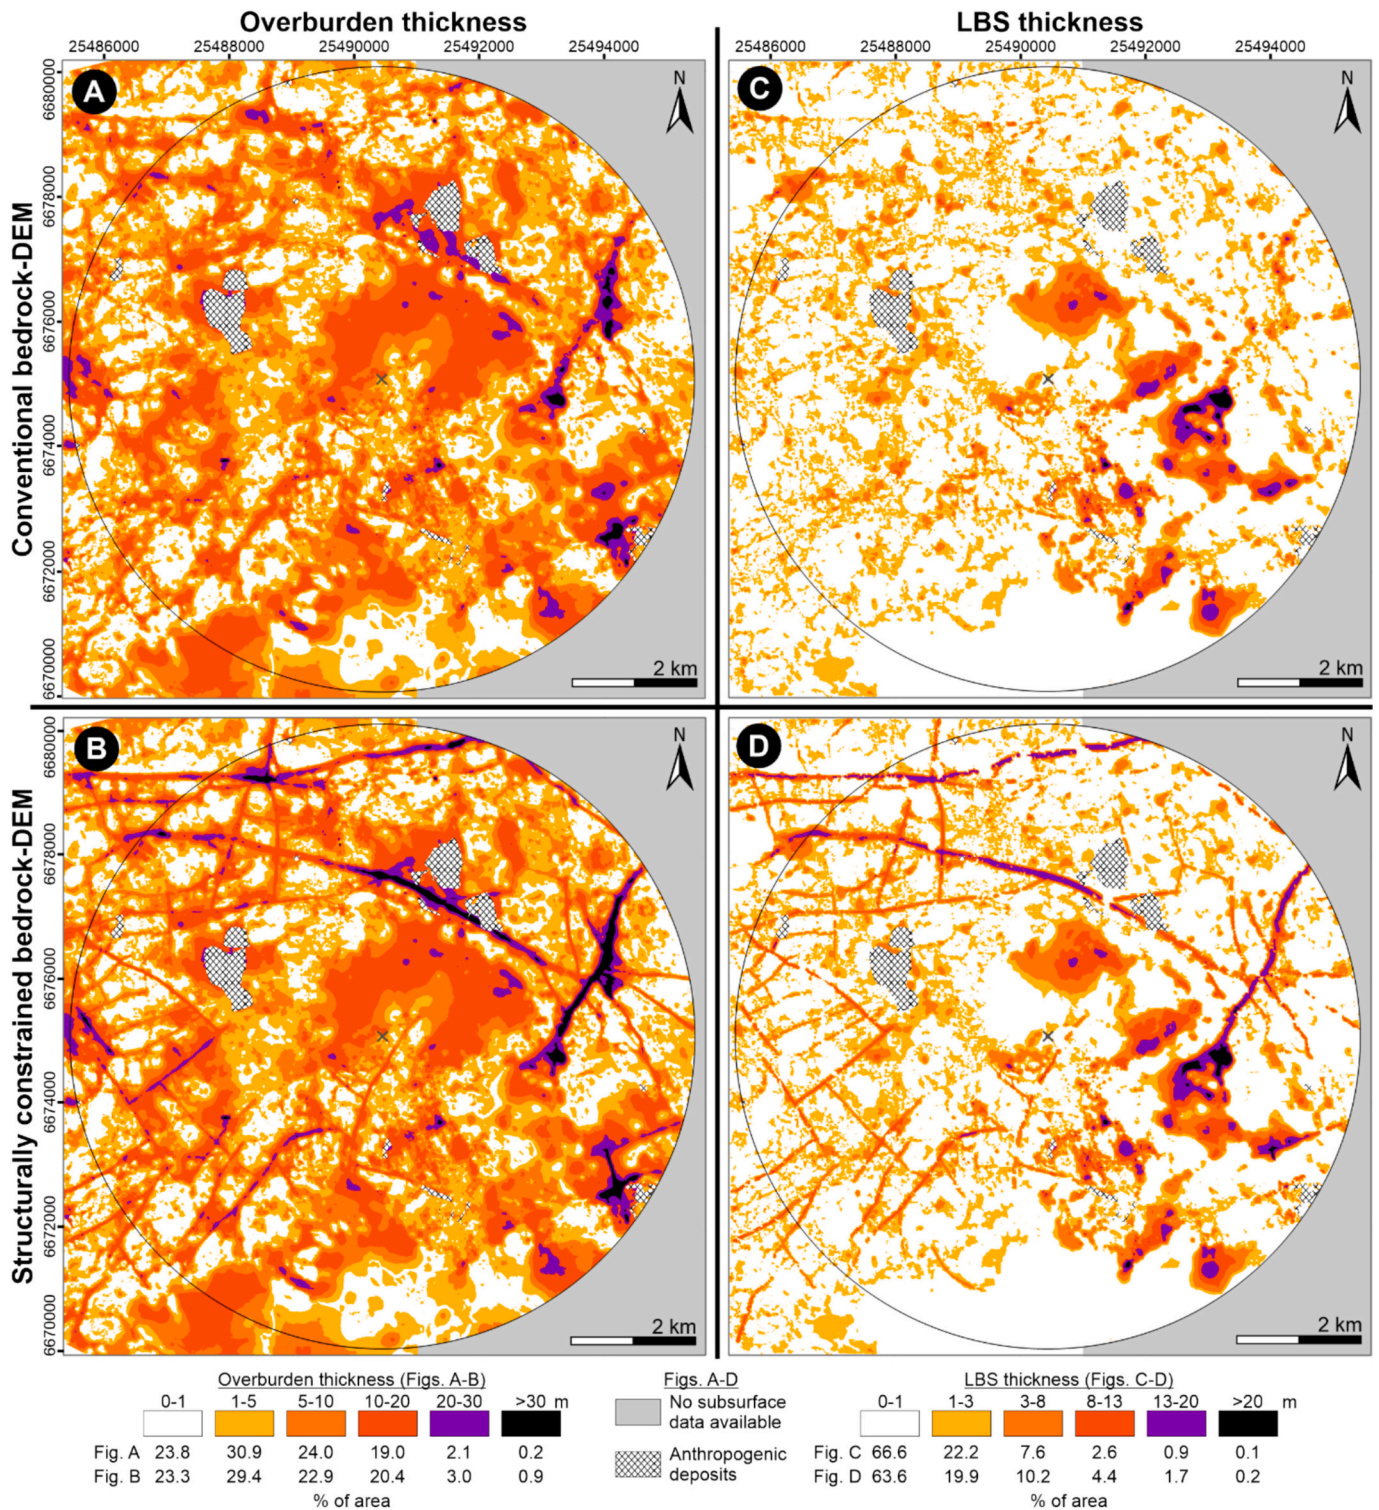 Overburden thickness
LBS thickness
25486000 25488000 25490000 25492000 25494000
25486000 25488000 25490000 25492000 25494000
Conventional bedrock-DEM
6680000
6678000
6676000
6674000
6672000
6670000
A
N
2 km
C
N
2 km
Structurally constrained bedrock-DEM
6680000
6678000
6676000
6674000
6672000
6670000
B
N
2 km
D
N
2 km
Overburden thickness (Figs. A-B)
0-1 1-5 5-10 10-20 20-30 >30 m
Fig. A 23.8 30.9 24.0 19.0 2.1 0.2
Fig. B 23.3 29.4 22.9 20.4 3.0 0.9
% of area
Figs. A-D
No subsurface
data available
Anthropogenic
deposits
LBS thickness (Figs. C-D)
0-1 1-3 3-8 8-13 13-20 >20 m
Fig. C 66.6 22.2 7.6 2.6 0.9 0.1
Fig. D 63.6 19.9 10.2 4.4 1.7 0.2
% of area